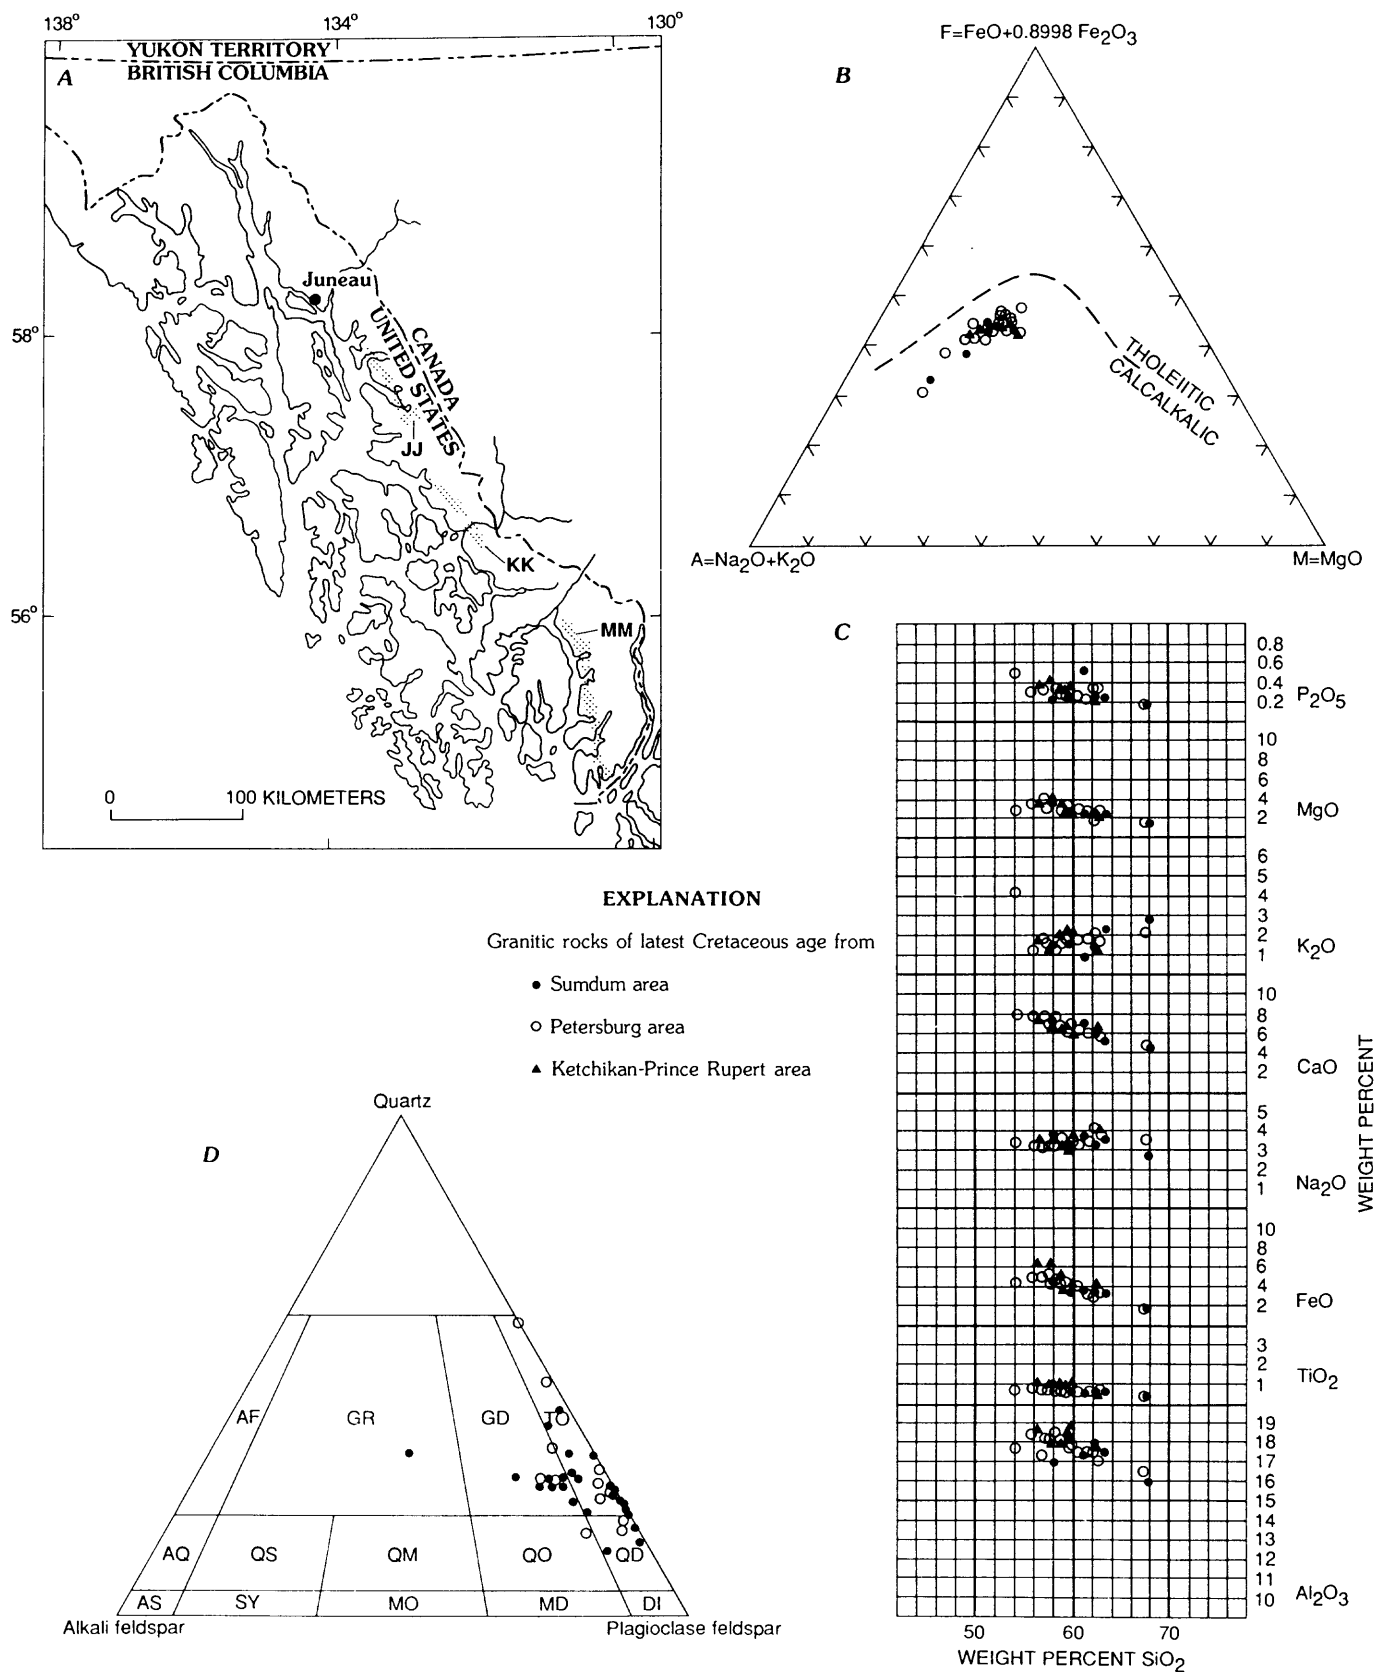 138°
134°
130°
YUKON TERRITORY
BRITISH COLUMBIA
A
Juneau
CANADA
UNITED STATES
58°
JJ
KK
56°
MM
0
100 KILOMETERS
B
F=FeO+0.8998 Fe₂O₃
THOLEIITIC
CALCALKALIC
A=Na₂O+K₂O
M=MgO
EXPLANATION
Granitic rocks of latest Cretaceous age from
Sumdum area
Petersburg area
Ketchikan-Prince Rupert area
C
0.8
0.6
0.4
0.2
P₂O₅
10
8
6
4
2
MgO
6
5
4
3
2
1
K₂O
10
8
6
4
2
CaO
5
4
3
2
1
Na₂O
10
8
6
4
2
FeO
3
2
1
TiO₂
19
18
17
16
15
14
13
12
11
10
Al₂O₃
WEIGHT PERCENT
50
60
70
WEIGHT PERCENT SiO₂
D
Quartz
AF
GR
GD
TO
AQ
QS
QM
QO
QD
AS
SY
MO
MD
DI
Alkali feldspar
Plagioclase feldspar